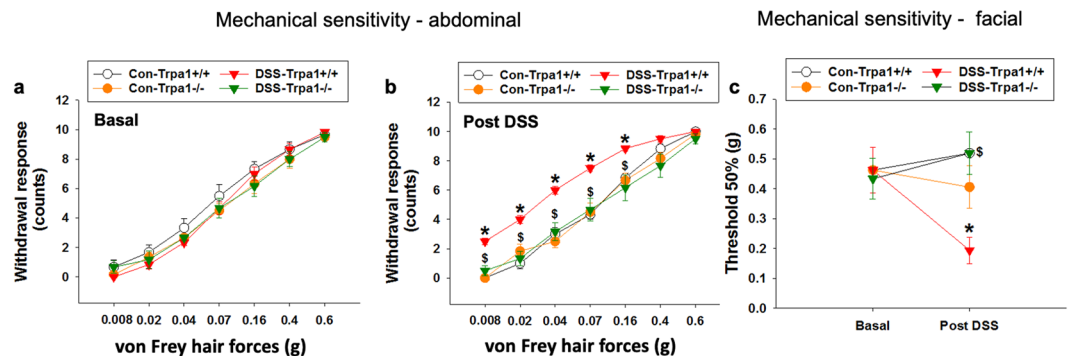 Mechanical sensitivity - abdominal
Mechanical sensitivity - facial
a
Con-Trpa1+/+ DSS-Trpa1+/+
Con-Trpa1-/- DSS-Trpa1-/-
Basal
Withdrawal response
(counts)
12
10
8
6
4
2
0
0.008 0.02 0.04 0.07 0.16 0.4 0.6
von Frey hair forces (g)
b
Con-Trpa1+/+ DSS-Trpa1+/+
Con-Trpa1-/- DSS-Trpa1-/-
Post DSS
Withdrawal response
(counts)
12
10
8
6
4
2
0
* * * * *
$ $ $ $ $
0.008 0.02 0.04 0.07 0.16 0.4 0.6
von Frey hair forces (g)
c
Con-Trpa1+/+ DSS-Trpa1+/+
Con-Trpa1-/- DSS-Trpa1-/-
Threshold 50% (g)
0.7
0.6
0.5
0.4
0.3
0.2
0.1
0.0
$
*
Basal Post DSS